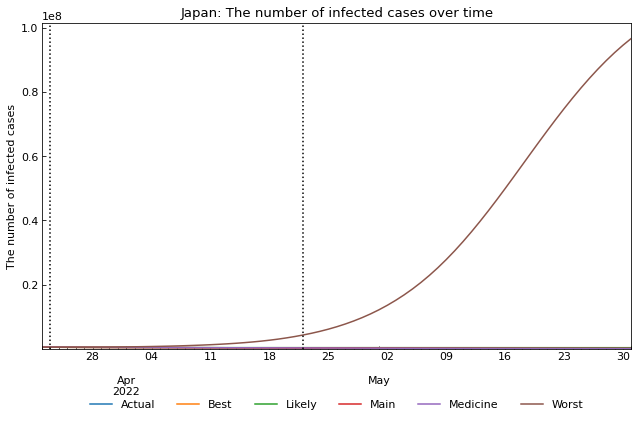 Japan: The number of infected cases over time
1e8
1.0
0.8
0.6
0.4
0.2
The number of infected cases
28 04 11 18 25 02 09 16 23 30
Apr May
2022
Actual Best Likely Main Medicine Worst